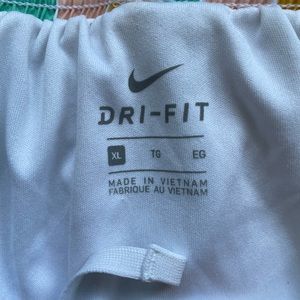 DRI-FIT
XL TG EG
MADE IN VIETNAM
FABRIQUÉ AU VIETNAM